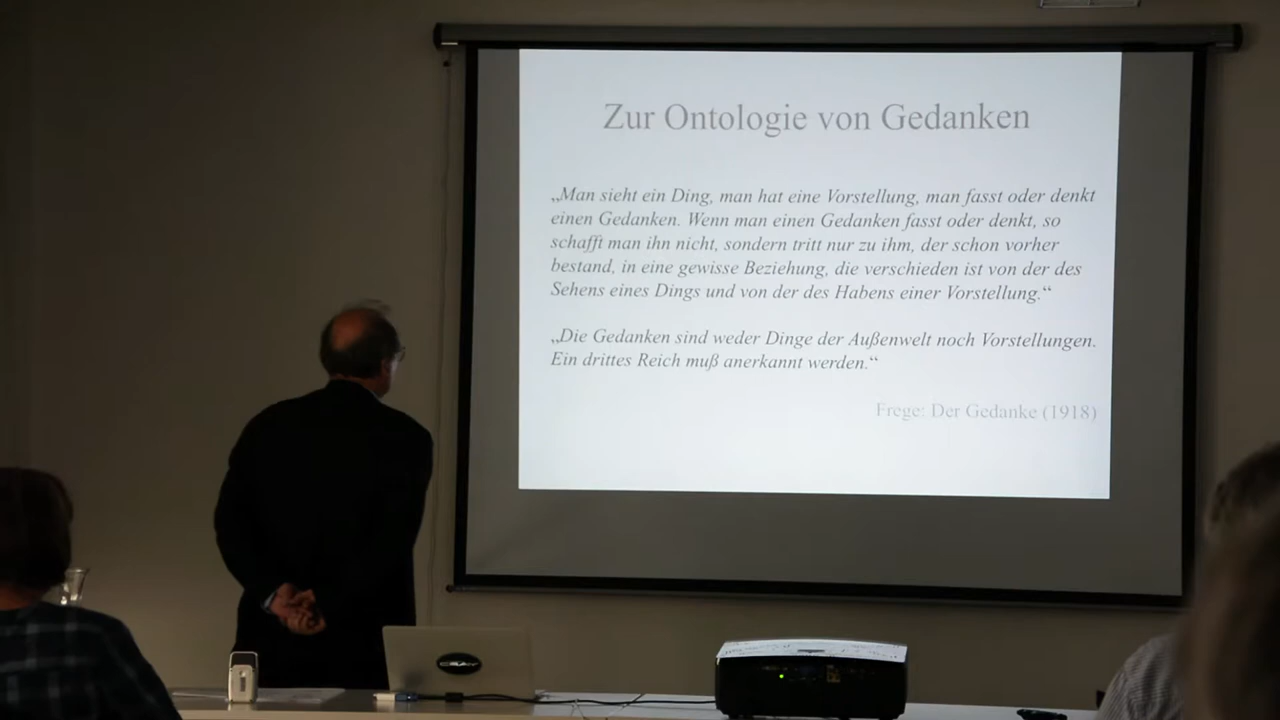 Zur Ontologie von Gedanken
„Man sieht ein Ding, man hat eine Vorstellung, man fasst oder denkt
einen Gedanken. Wenn man einen Gedanken fasst oder denkt, so
schafft man ihn nicht, sondern tritt nur zu ihm, der schon vorher
bestand, in eine gewisse Beziehung, die verschieden ist von der des
Sehens eines Dings und von der des Habens einer Vorstellung.“
„Die Gedanken sind weder Dinge der Außenwelt noch Vorstellungen.
Ein drittes Reich muß anerkannt werden.“
Frege: Der Gedanke (1918)